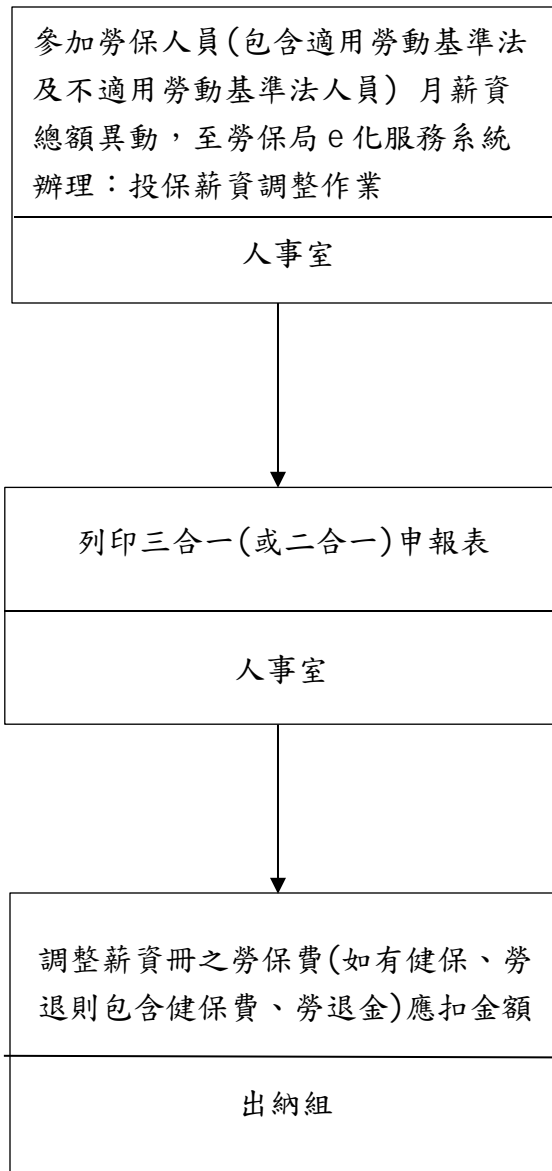 參加勞保人員(包含適用勞動基準法
及不適用勞動基準法人員) 月薪資
總額異動，至勞保局 e 化服務系統
辦理：投保薪資調整作業
人事室
列印三合一(或二合一)申報表
人事室
調整薪資冊之勞保費(如有健保、勞
退則包含健保費、勞退金)應扣金額
出納組